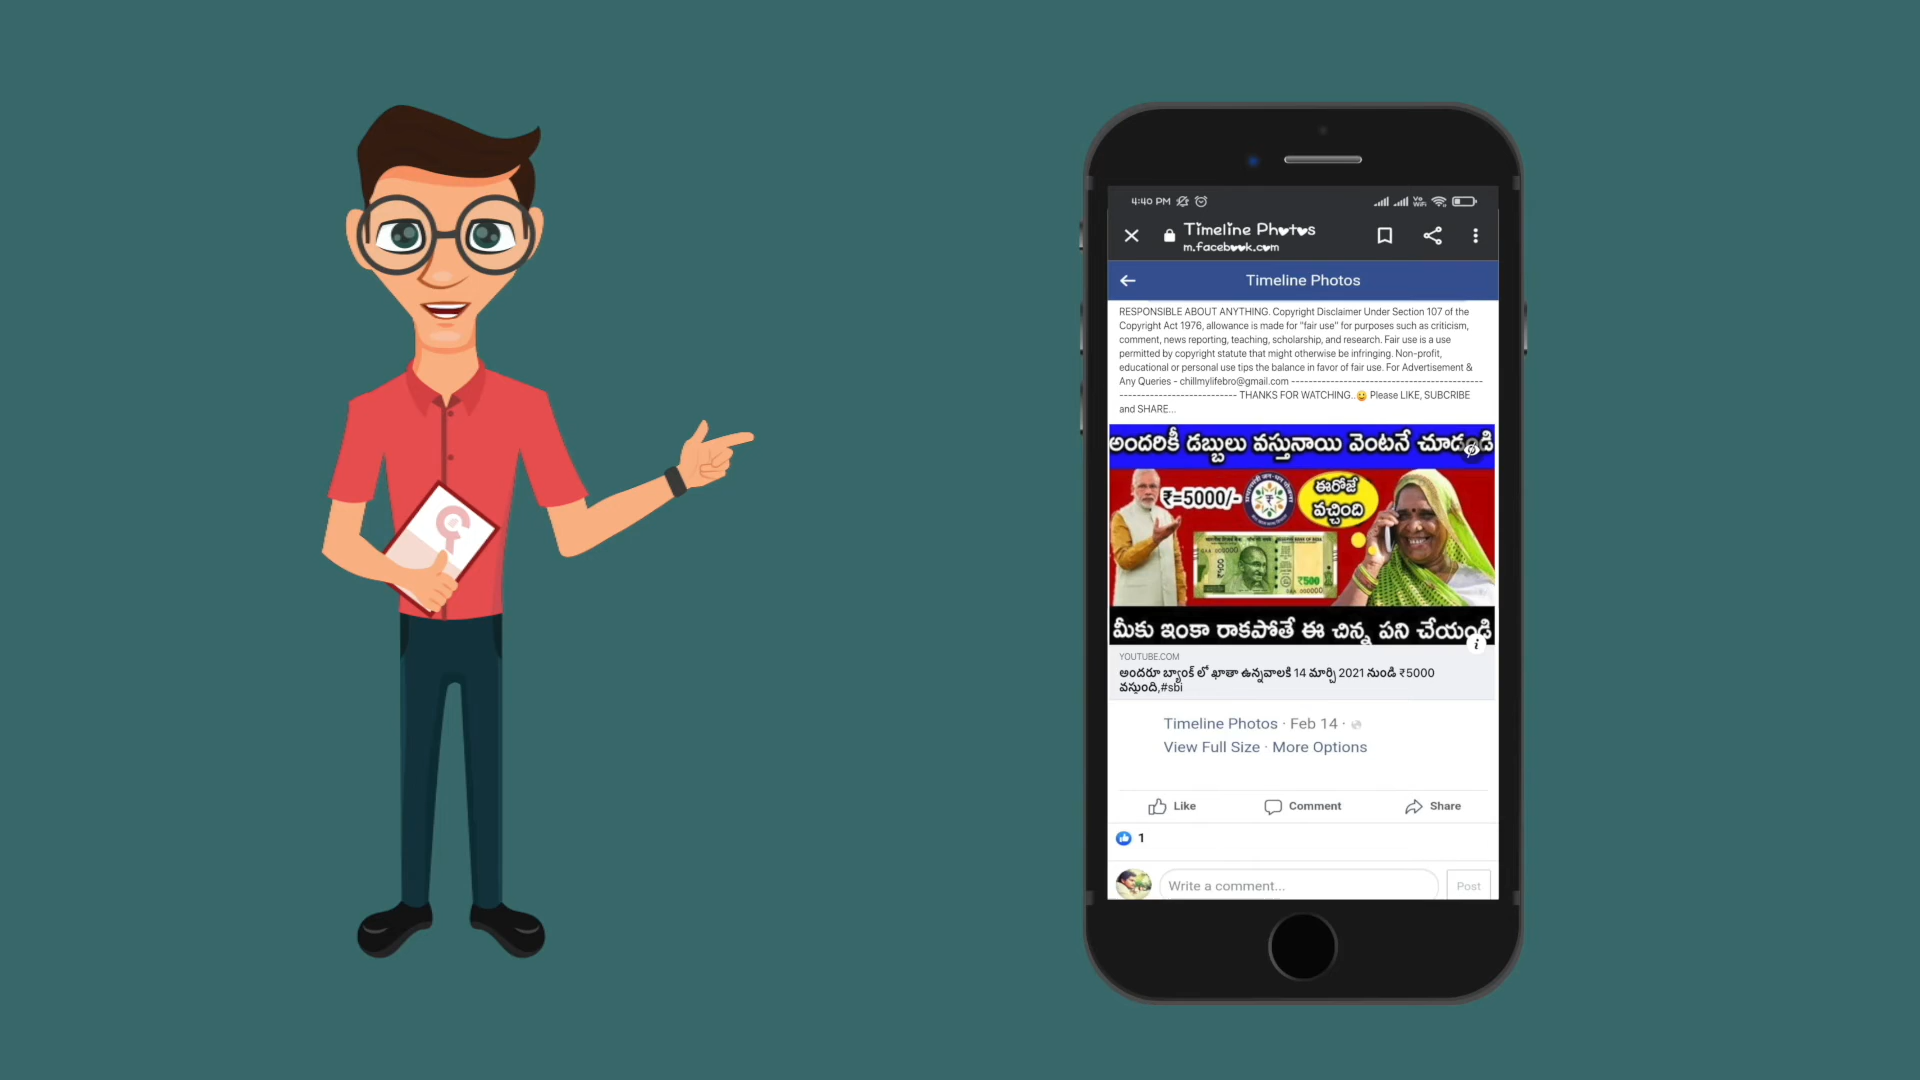 4:40 PM
Timeline Photos
m.facebook.com
Timeline Photos
RESPONSIBLE ABOUT ANYTHING. Copyright Disclaimer Under Section 107 of the
Copyright Act 1976, allowance is made for "fair use" for purposes such as criticism,
comment, news reporting, teaching, scholarship, and research. Fair use is a use
permitted by copyright statute that might otherwise be infringing. Non-profit,
educational or personal use tips the balance in favor of fair use. For Advertisement &
Any Queries - chillmylifebro@gmail.com --------------------------------------------
--------------------------- THANKS FOR WATCHING..😀 Please LIKE, SUBCRIBE
and SHARE...
అందరికీ డబ్బులు వస్తునాయి వెంటనే చూడండి
₹=5000/-
ఈరోజే
వచ్చింది
₹500
మీకు ఇంకా రాకపోతే ఈ చిన్న పని చేయండి
YOUTUBE.COM
అందరూ బ్యాంక్ లో ఖాతా ఉన్నవాలకి 14 మార్చి 2021 నుండి ₹5000
వస్తుంది,#sbi
Timeline Photos · Feb 14 ·
View Full Size · More Options
Like
Comment
Share
1
Write a comment...
Post